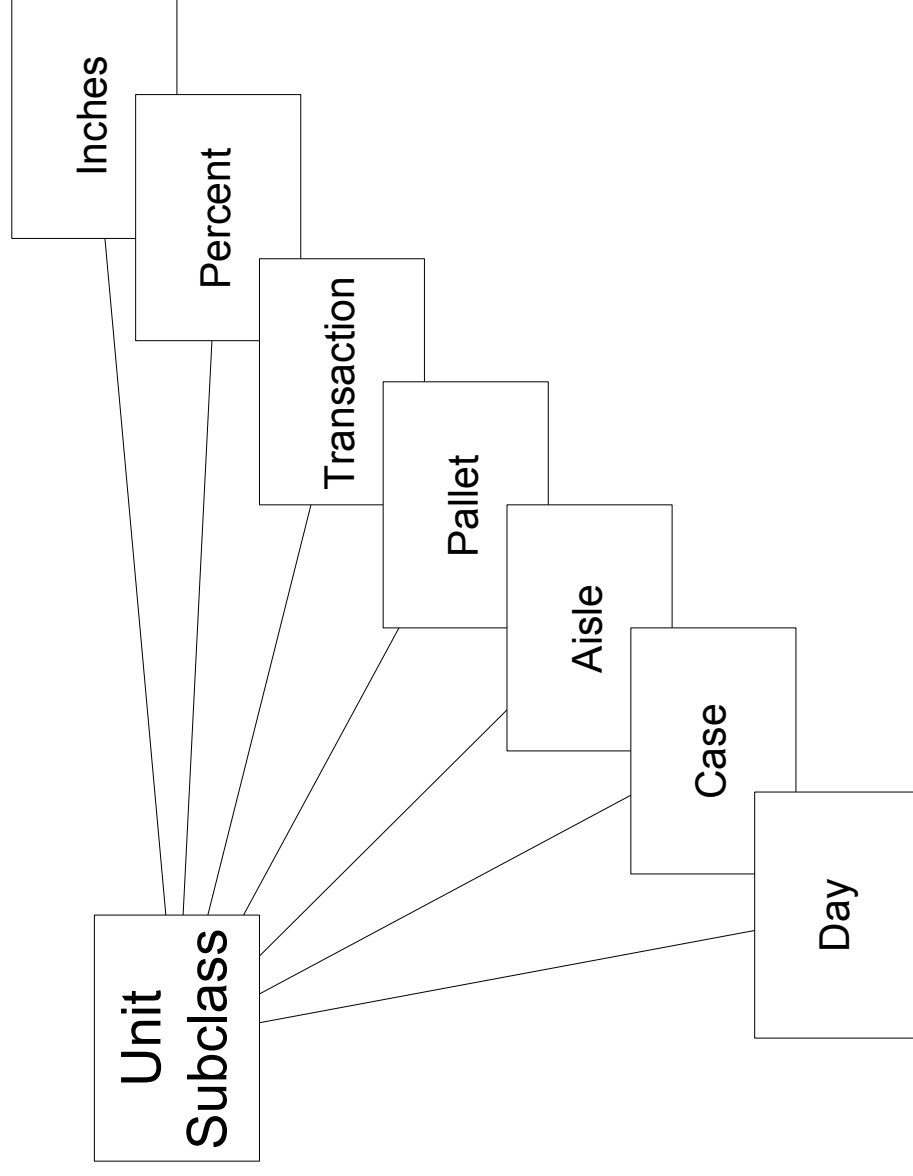 Unit
Subclass
Inches
Percent
Transaction
Pallet
Aisle
Case
Day